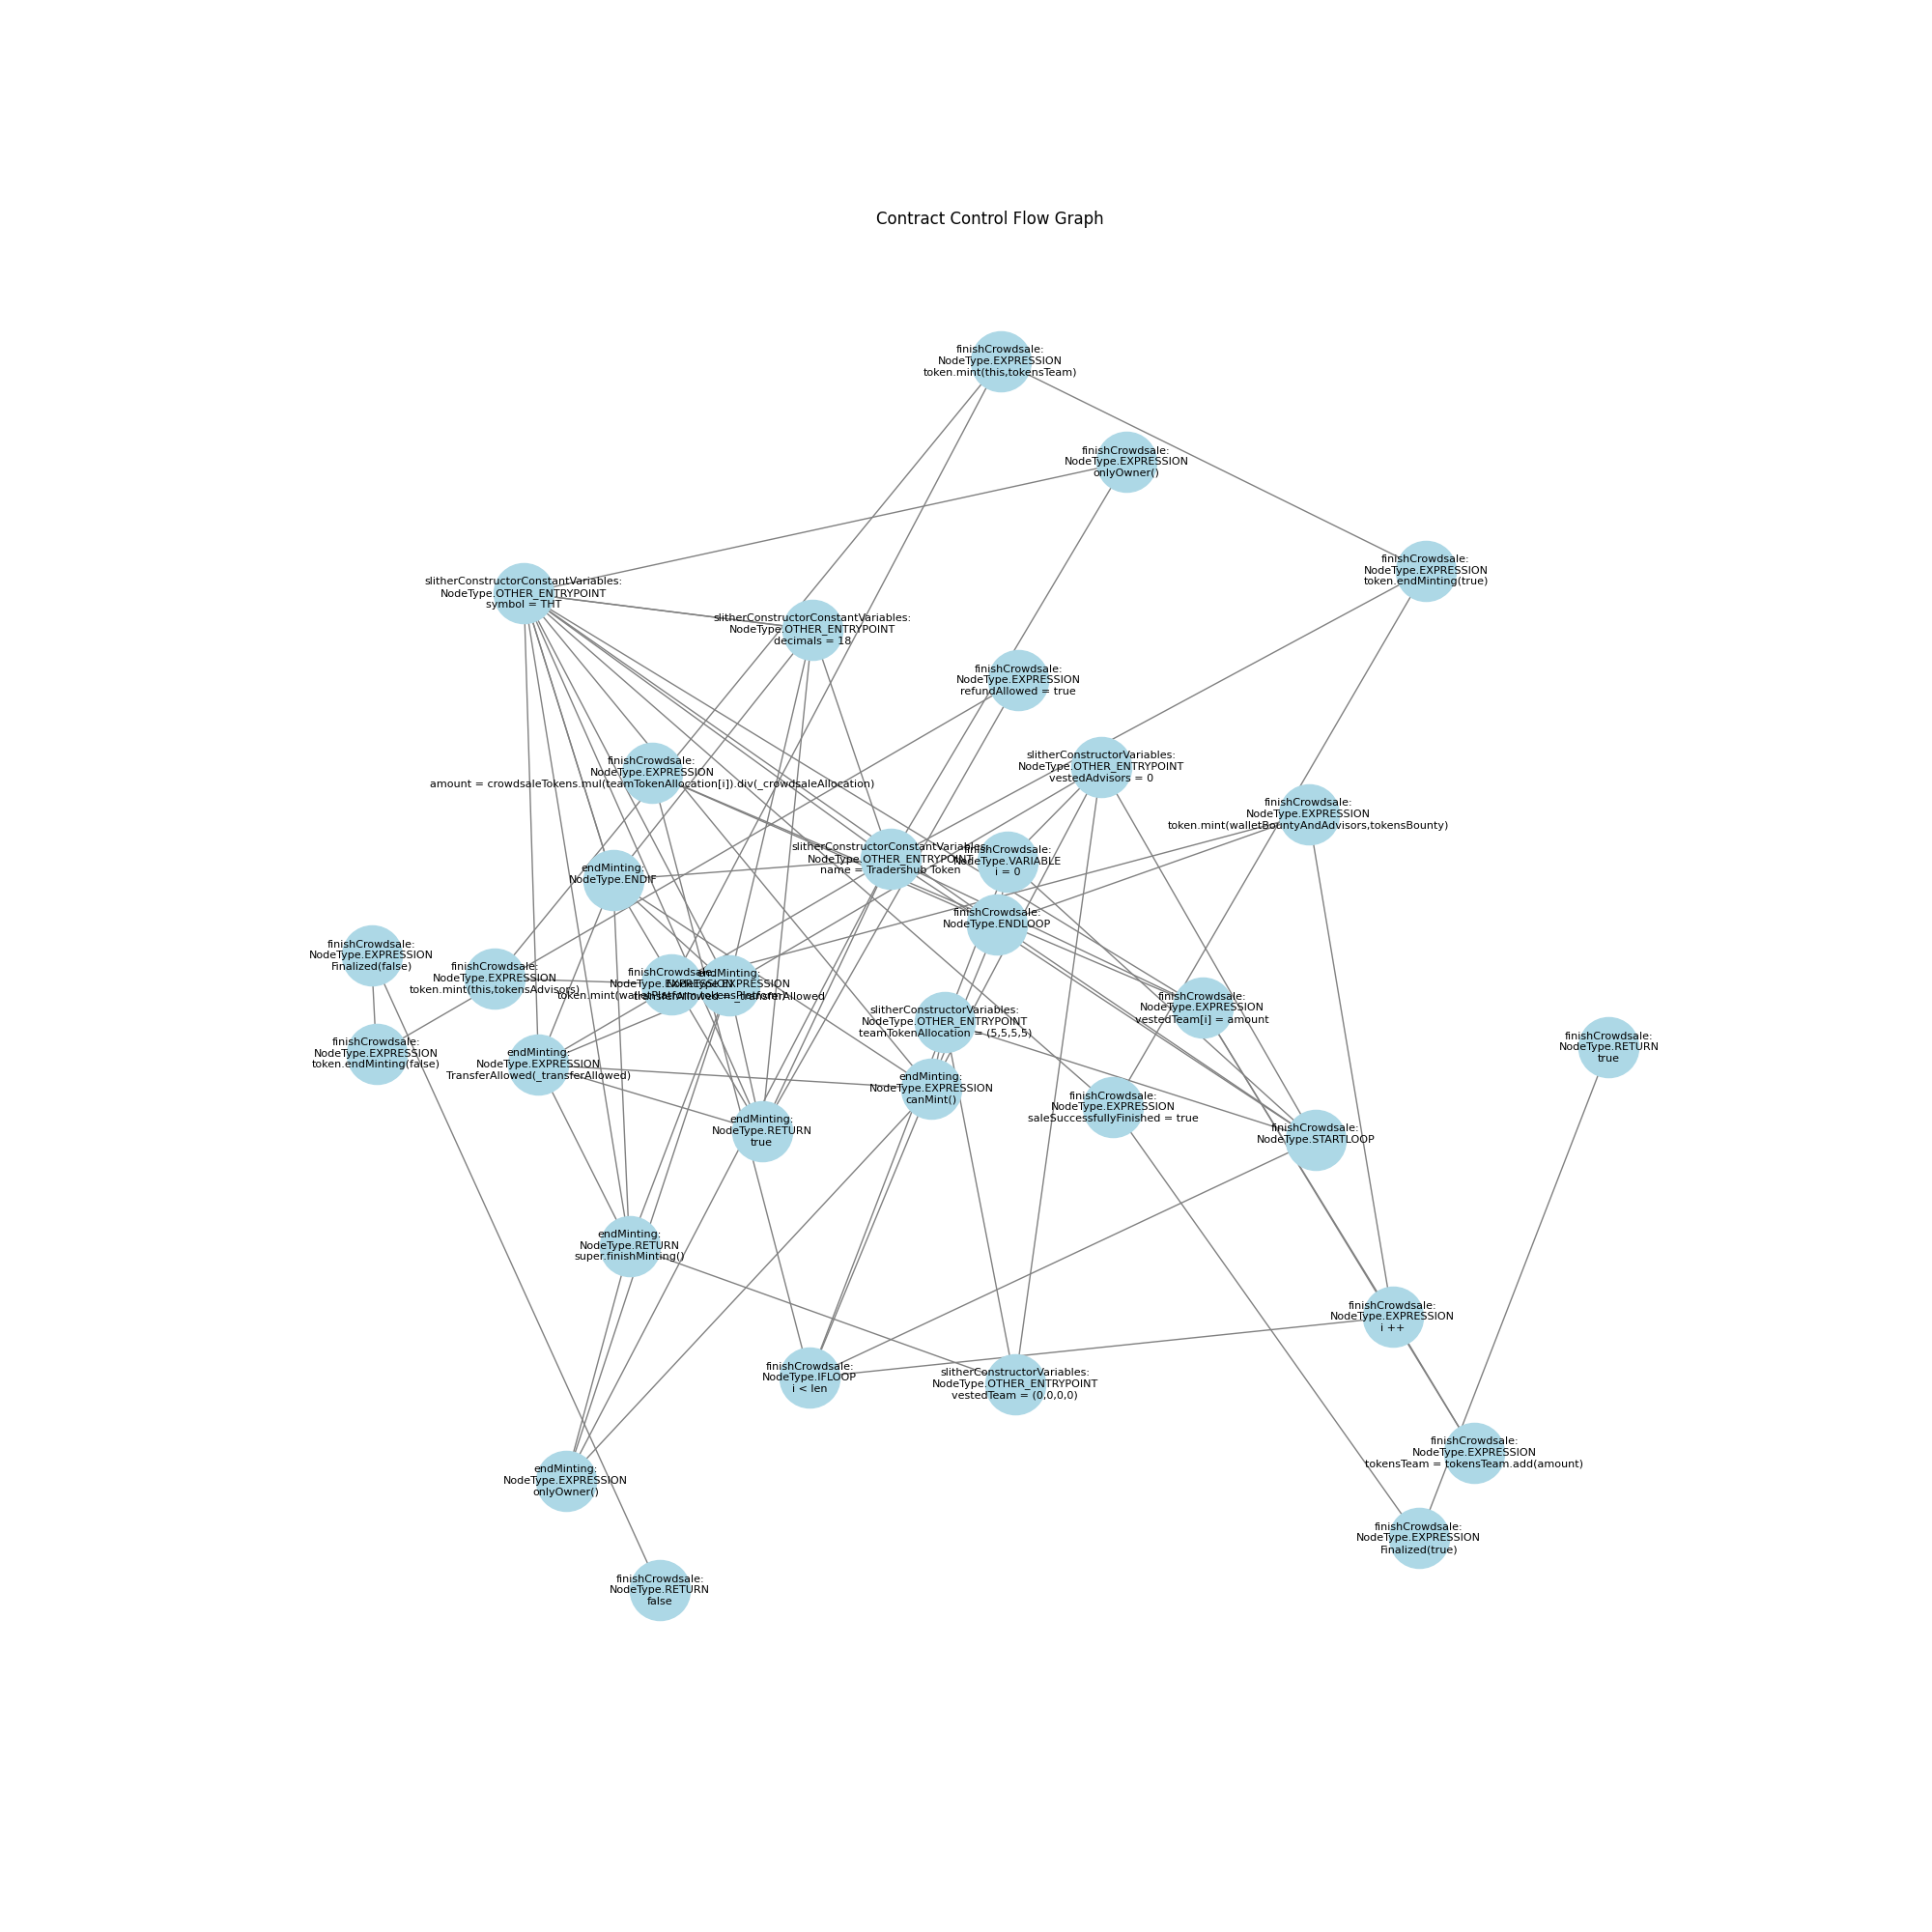 Contract Control Flow Graph
finishCrowdsale:
NodeType.EXPRESSION
token.mint(this,tokensTeam)
finishCrowdsale:
NodeType.EXPRESSION
onlyOwner()
finishCrowdsale:
NodeType.EXPRESSION
token.endMinting(true)
slitherConstructorConstantVariables:
NodeType.OTHER_ENTRYPOINT
symbol = THT
slitherConstructorConstantVariables:
NodeType.OTHER_ENTRYPOINT
decimals = 18
finishCrowdsale:
NodeType.EXPRESSION
refundAllowed = true
finishCrowdsale:
NodeType.EXPRESSION
amount = crowdsaleTokens.mul(teamTokenAllocation[i]).div(_crowdsaleAllocation)
slitherConstructorVariables:
NodeType.OTHER_ENTRYPOINT
vestedAdvisors = 0
finishCrowdsale:
NodeType.EXPRESSION
token.mint(walletBountyAndAdvisors,tokensBounty)
slitherConstructorConstantVariables:
NodeType.OTHER_ENTRYPOINT
name = Tradershub Token
finishCrowdsale:
NodeType.VARIABLE
i = 0
endMinting:
NodeType.ENDIF
finishCrowdsale:
NodeType.ENDLOOP
finishCrowdsale:
NodeType.EXPRESSION
Finalized(false)
finishCrowdsale:
NodeType.EXPRESSION
token.mint(this,tokensAdvisors)
finishCrowdsale:
NodeType.EXPRESSION
token.mint(walletPlatform,tokensPlatform)
endMinting:
NodeType.EXPRESSION
transferAllowed = _transferAllowed
slitherConstructorVariables:
NodeType.OTHER_ENTRYPOINT
teamTokenAllocation = (5,5,5,5)
finishCrowdsale:
NodeType.EXPRESSION
vestedTeam[i] = amount
finishCrowdsale:
NodeType.RETURN
true
finishCrowdsale:
NodeType.EXPRESSION
token.endMinting(false)
endMinting:
NodeType.EXPRESSION
TransferAllowed(_transferAllowed)
endMinting:
NodeType.EXPRESSION
canMint()
finishCrowdsale:
NodeType.EXPRESSION
saleSuccessfullyFinished = true
endMinting:
NodeType.RETURN
true
finishCrowdsale:
NodeType.STARTLOOP
endMinting:
NodeType.RETURN
super.finishMinting()
finishCrowdsale:
NodeType.EXPRESSION
i ++
finishCrowdsale:
NodeType.IFLOOP
i < len
slitherConstructorVariables:
NodeType.OTHER_ENTRYPOINT
vestedTeam = (0,0,0,0)
finishCrowdsale:
NodeType.EXPRESSION
tokensTeam = tokensTeam.add(amount)
endMinting:
NodeType.EXPRESSION
onlyOwner()
finishCrowdsale:
NodeType.EXPRESSION
Finalized(true)
finishCrowdsale:
NodeType.RETURN
false